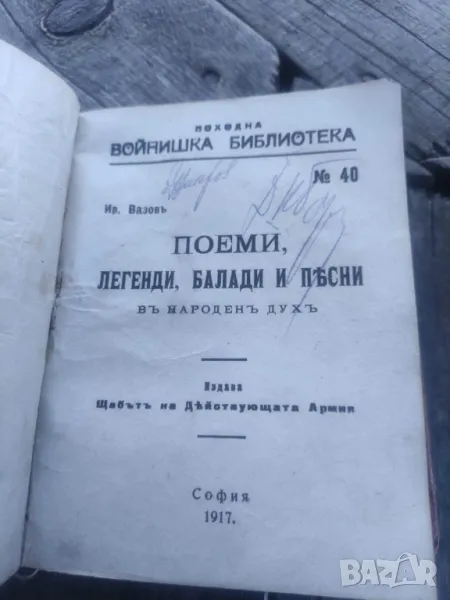 ПОХОДНА
ВОЙНИШКА БИБЛИОТЕКА
№ 40
Ив. Вазовъ
ПОЕМИ,
ЛЕГЕНДИ, БАЛАДИ И ПѢСНИ
ВЪ НАРОДЕНЪ ДУХЪ
Издава
Щабътъ на Дѣйствующата Армия
София
1917.
BAZAR